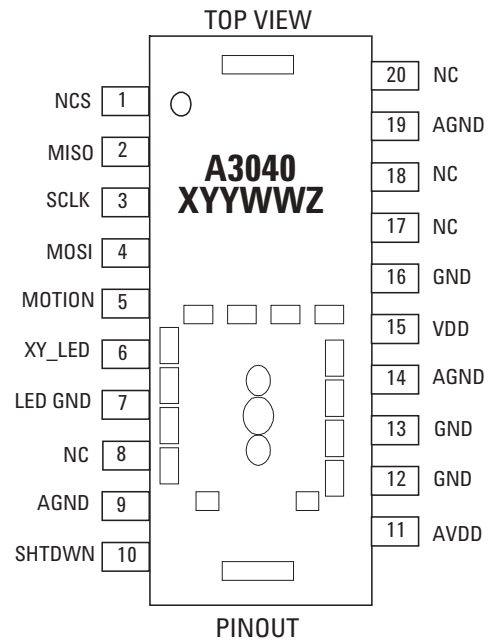 TOP VIEW
NCS 1
MISO 2
SCLK 3
MOSI 4
MOTION 5
XY_LED 6
LED GND 7
NC 8
AGND 9
SHTDWN 10
A3040
XYYWWZ
20 NC
19 AGND
18 NC
17 NC
16 GND
15 VDD
14 AGND
13 GND
12 GND
11 AVDD
PINOUT